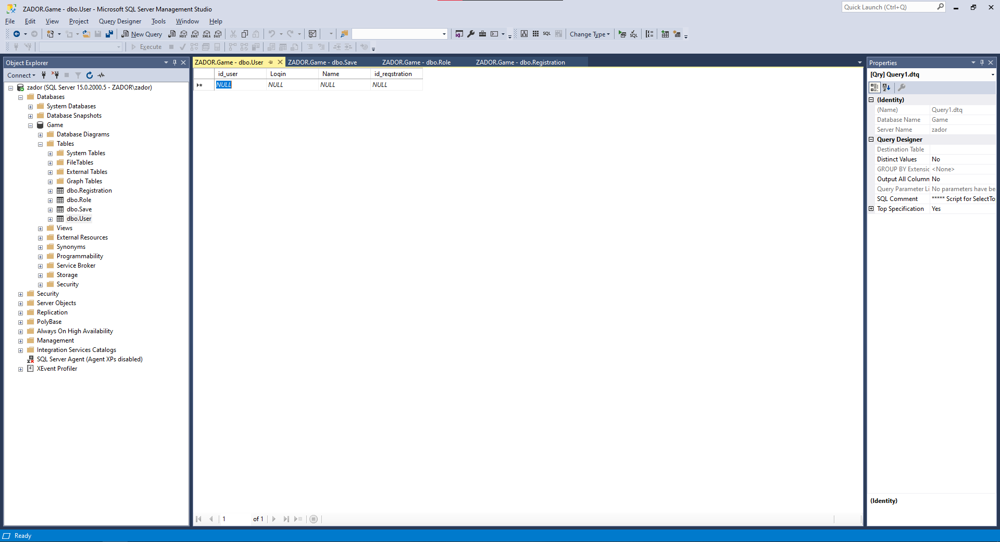 ZADOR.Game - dbo.User - Microsoft SQL Server Management Studio
Quick Launch (Ctrl+Q)
File Edit View Project Query Designer Tools Window Help
New Query MDX DMX XMLA DAX SQL Change Type SQL
Execute
Object Explorer
Connect
zador (SQL Server 15.0.2000.5 - ZADOR\zador)
Databases
System Databases
Database Snapshots
Game
Database Diagrams
Tables
System Tables
FileTables
External Tables
Graph Tables
dbo.Registration
dbo.Role
dbo.Save
dbo.User
Views
External Resources
Synonyms
Programmability
Service Broker
Storage
Security
Security
Server Objects
Replication
PolyBase
Always On High Availability
Management
Integration Services Catalogs
SQL Server Agent (Agent XPs disabled)
XEvent Profiler
ZADOR.Game - dbo.User ZADOR.Game - dbo.Save ZADOR.Game - dbo.Role ZADOR.Game - dbo.Registration
id_user Login Name id_reqstration
NULL NULL NULL NULL
1 of 1
Properties
[Qry] Query1.dtq
(Identity)
(Name) Query1.dtq
Database Name Game
Server Name zador
Query Designer
Destination Table
Distinct Values No
GROUP BY Extensic <None>
Output All Column No
Query Parameter Li No parameters have be
SQL Comment ***** Script for SelectTo
Top Specification Yes
(Identity)
Ready